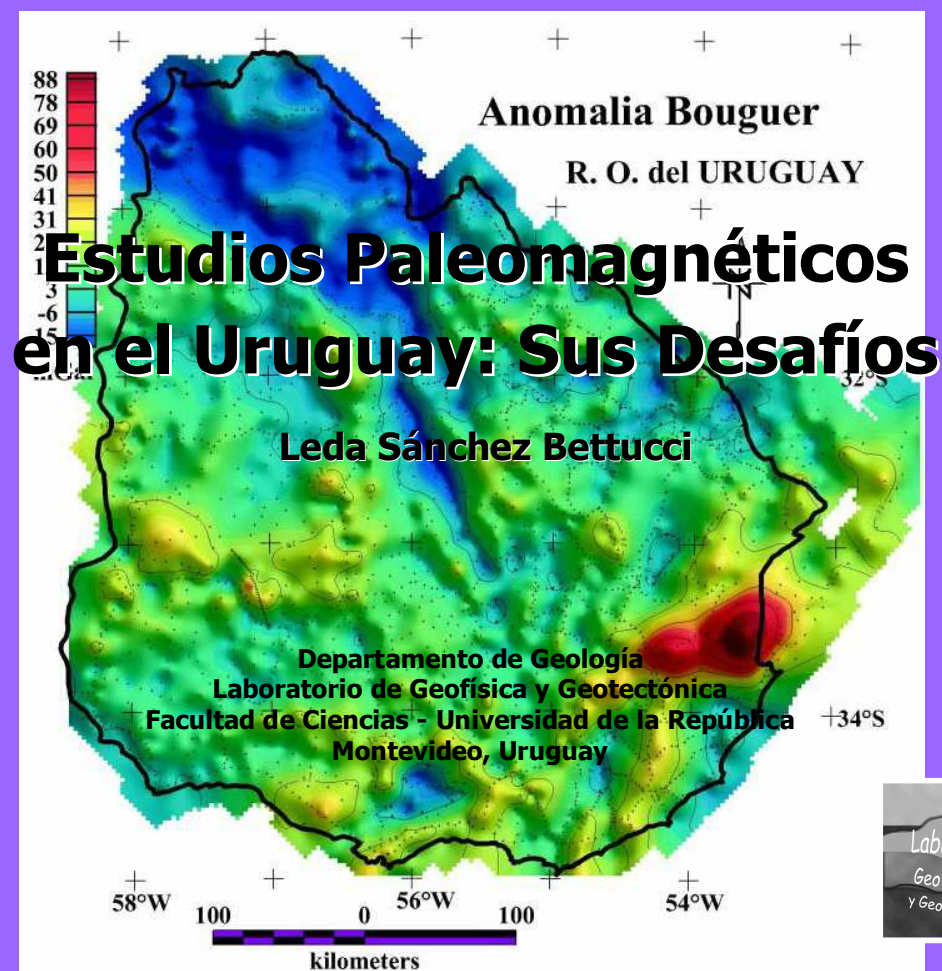 Anomalia Bouguer
R. O. del URUGUAY
88
78
69
60
50
41
31
3
-6
Estudios Paleomagnéticos
en el Uruguay: Sus Desafíos
N
32°S
Leda Sánchez Bettucci
Departamento de Geología
Laboratorio de Geofísica y Geotectónica
Facultad de Ciencias - Universidad de la República
Montevideo, Uruguay
34°S
58°W 56°W 54°W
100 0 100
kilometers